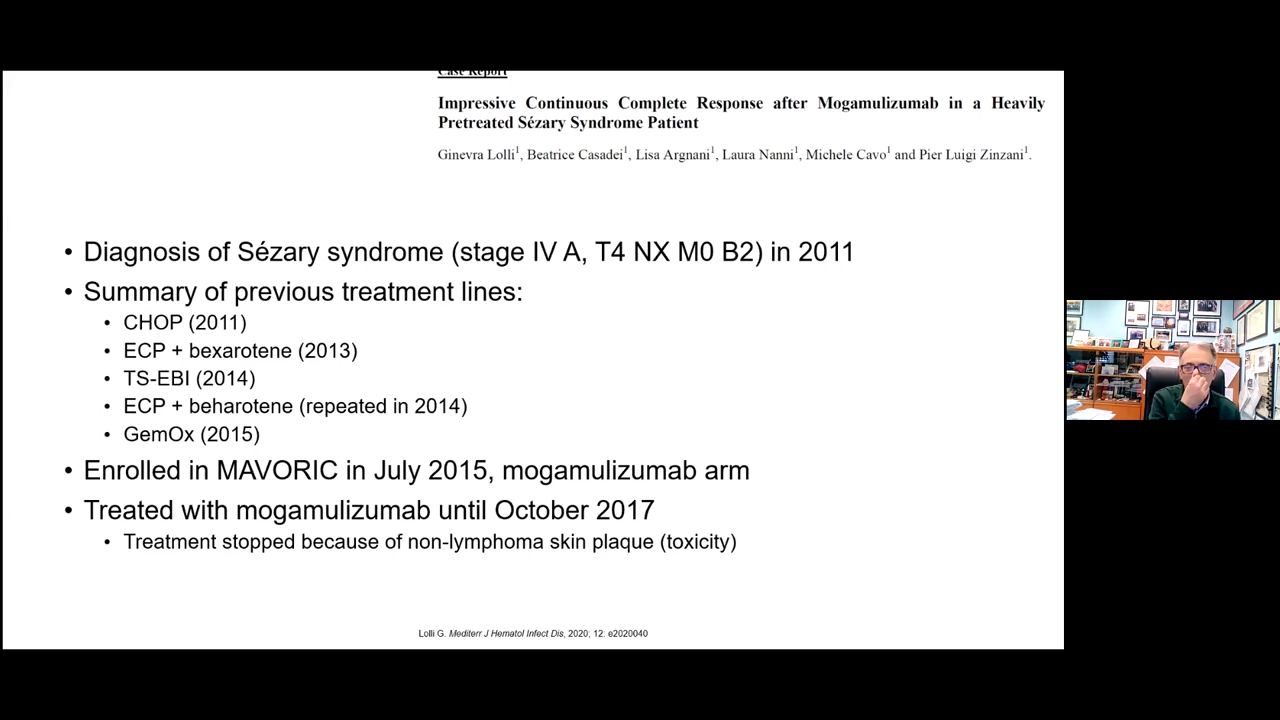 Case Report
Impressive Continuous Complete Response after Mogamulizumab in a Heavily
Pretreated Sézary Syndrome Patient
Ginevra Lolli1, Beatrice Casadei1, Lisa Argnani1, Laura Nanni1, Michele Cavo1 and Pier Luigi Zinzani1.
• Diagnosis of Sézary syndrome (stage IV A, T4 NX M0 B2) in 2011
• Summary of previous treatment lines:
• CHOP (2011)
• ECP + bexarotene (2013)
• TS-EBI (2014)
• ECP + beharotene (repeated in 2014)
• GemOx (2015)
• Enrolled in MAVORIC in July 2015, mogamulizumab arm
• Treated with mogamulizumab until October 2017
• Treatment stopped because of non-lymphoma skin plaque (toxicity)
Lolli G. Mediterr J Hematol Infect Dis, 2020; 12: e2020040